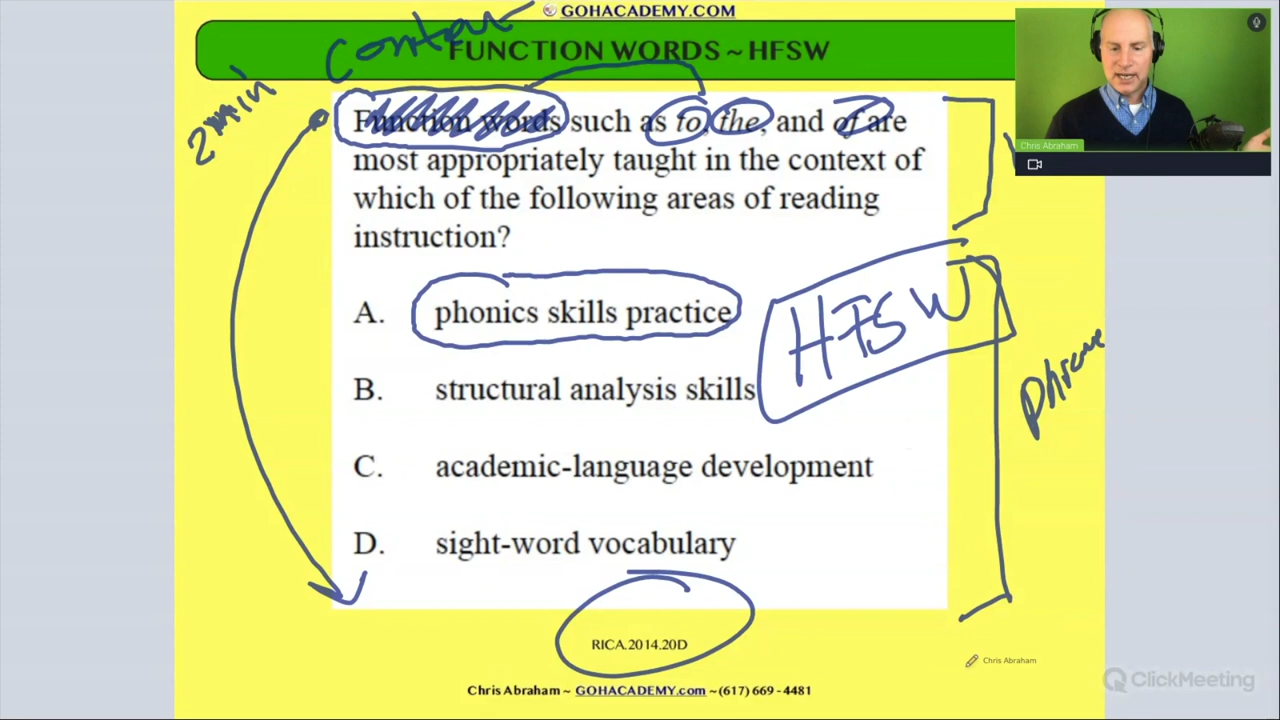 GOHACADEMY.COM
FUNCTION WORDS ~ HFSW
2 min
Function words such as to, the, and of are
most appropriately taught in the context of
which of the following areas of reading
instruction?
A. phonics skills practice
B. structural analysis skills
C. academic-language development
D. sight-word vocabulary
HFSW
RICA.2014.20D
Chris Abraham ~ GOHACADEMY.com ~(617) 669 - 4481
Chris Abraham
Chris Abraham
ClickMeeting